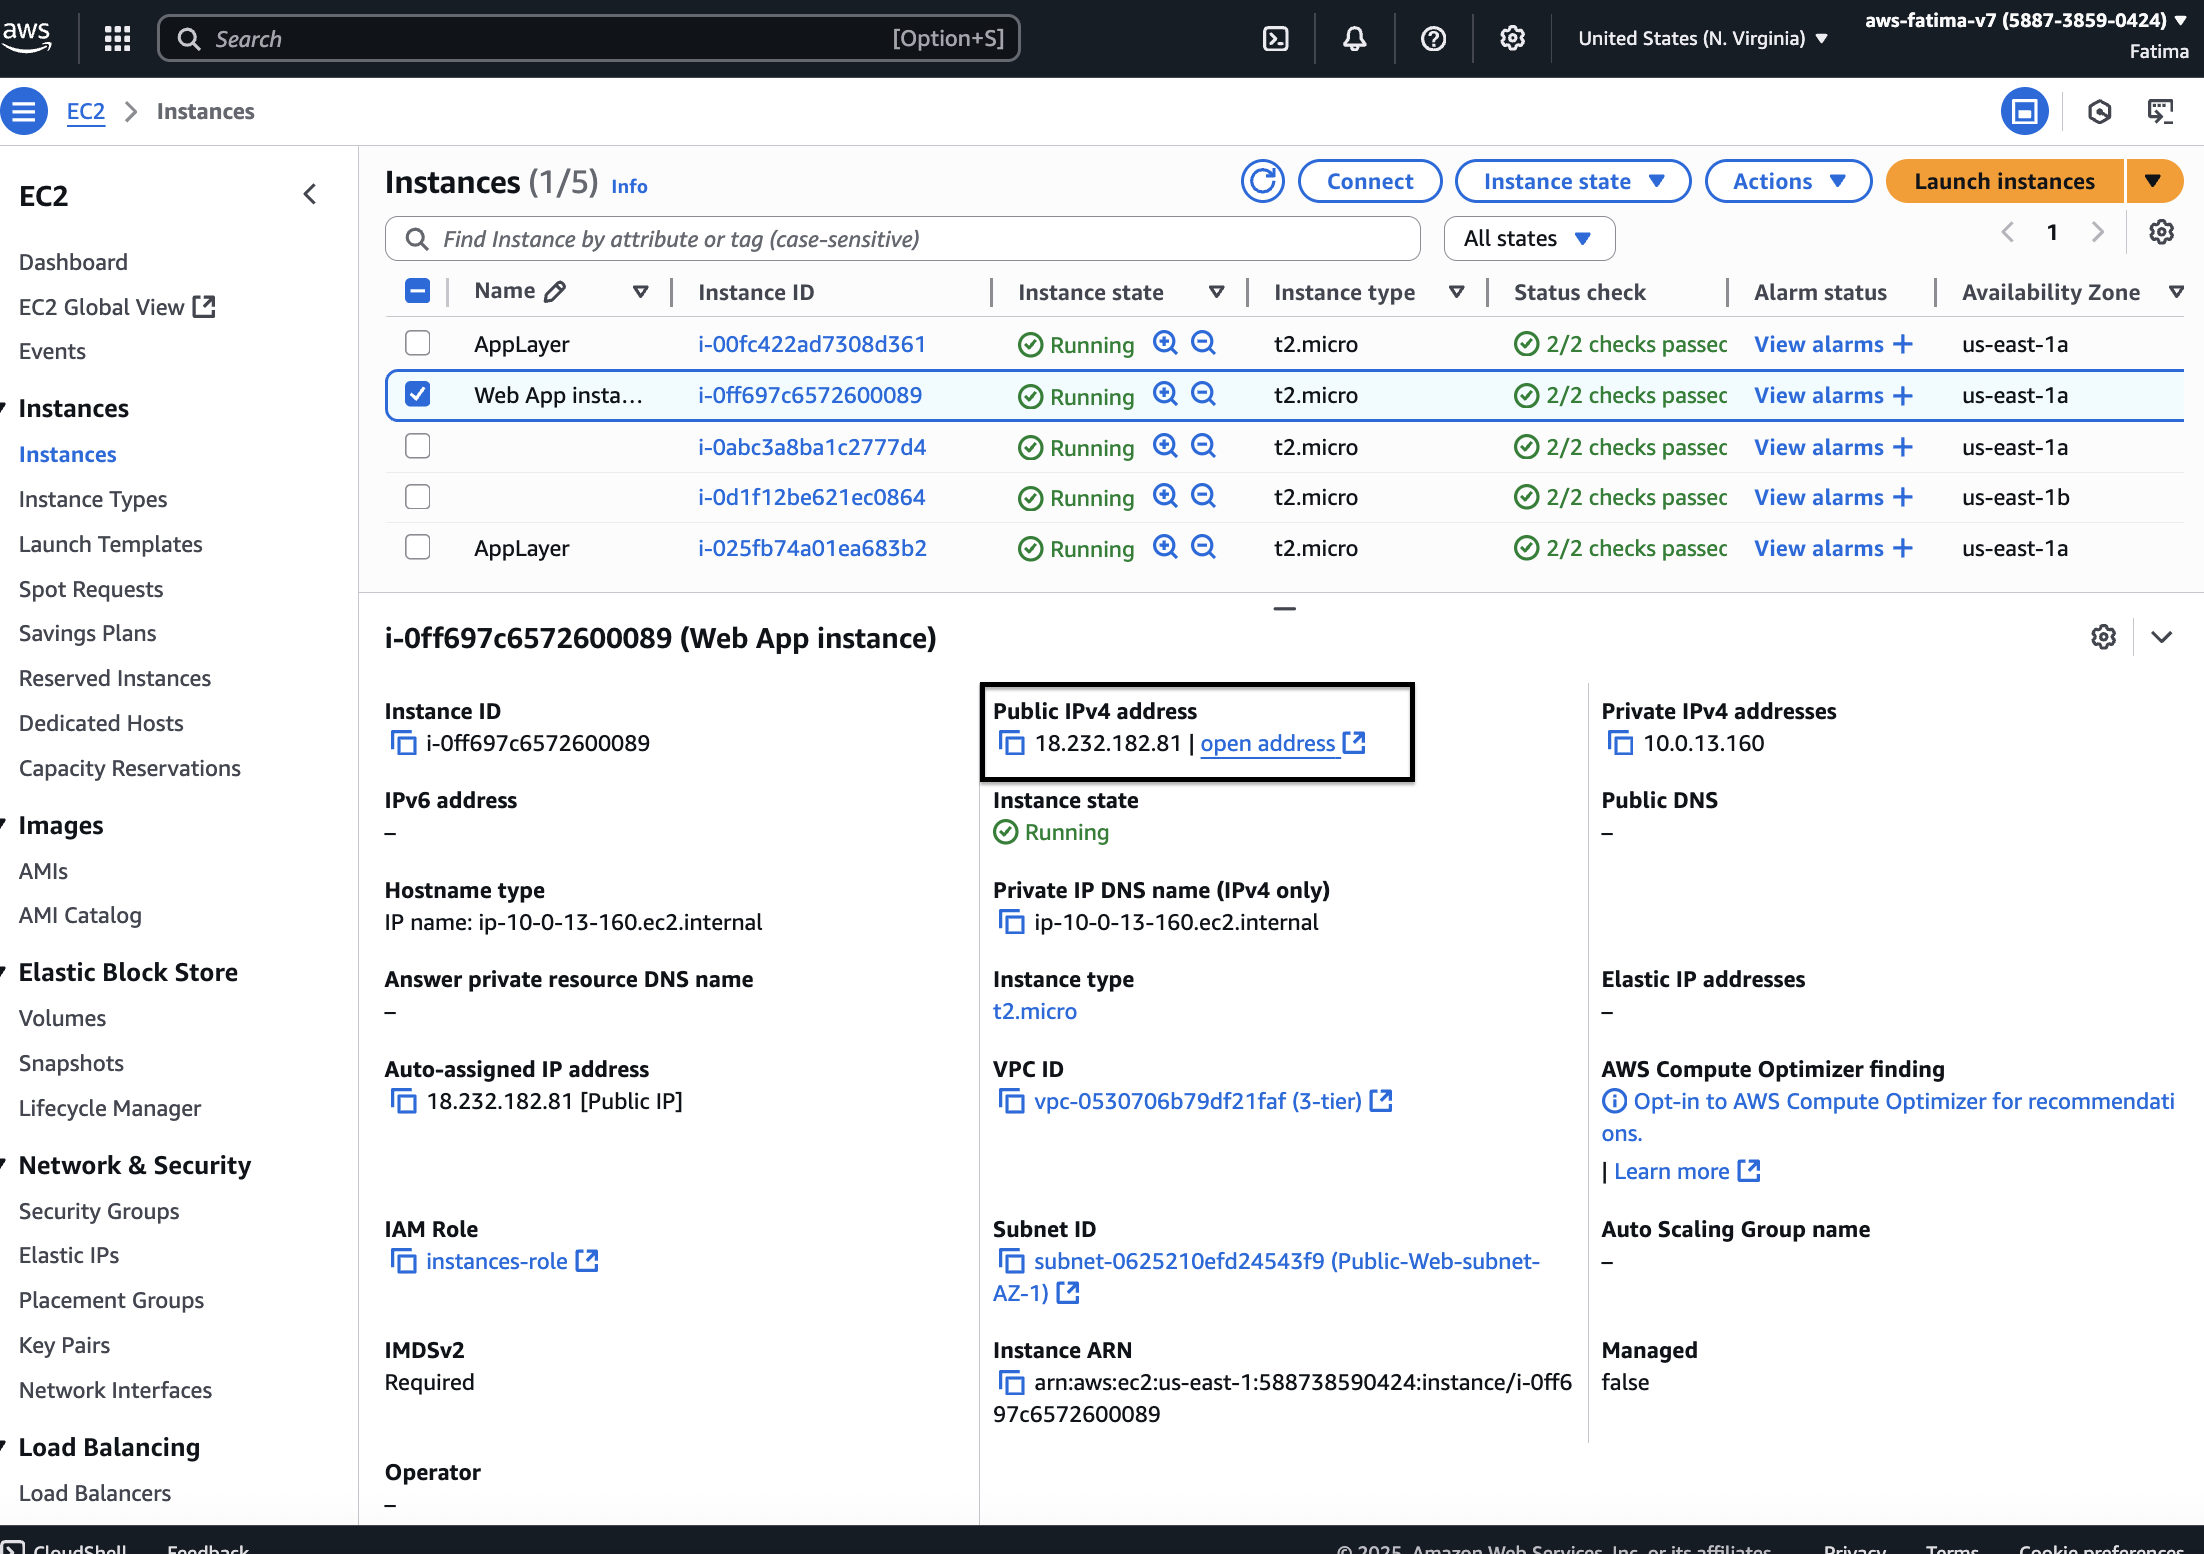 aws
Search
[Option+S]
United States (N. Virginia)
aws-fatima-v7 (5887-3859-0424)
Fatima
EC2
Instances
EC2
Dashboard
EC2 Global View
Events
Instances
Instances
Instance Types
Launch Templates
Spot Requests
Savings Plans
Reserved Instances
Dedicated Hosts
Capacity Reservations
Images
AMIs
AMI Catalog
Elastic Block Store
Volumes
Snapshots
Lifecycle Manager
Network & Security
Security Groups
Elastic IPs
Placement Groups
Key Pairs
Network Interfaces
Load Balancing
Load Balancers
Instances (1/5) Info
Connect
Instance state
Actions
Launch instances
Find Instance by attribute or tag (case-sensitive)
All states
1
Name Instance ID Instance state Instance type Status check Alarm status Availability Zone
AppLayer i-00fc422ad7308d361 Running t2.micro 2/2 checks passec View alarms + us-east-1a
Web App insta... i-0ff697c6572600089 Running t2.micro 2/2 checks passec View alarms + us-east-1a
i-0abc3a8ba1c2777d4 Running t2.micro 2/2 checks passec View alarms + us-east-1a
i-0d1f12be621ec0864 Running t2.micro 2/2 checks passec View alarms + us-east-1b
AppLayer i-025fb74a01ea683b2 Running t2.micro 2/2 checks passec View alarms + us-east-1a
i-0ff697c6572600089 (Web App instance)
Instance ID
i-0ff697c6572600089
Public IPv4 address
18.232.182.81 | open address
Private IPv4 addresses
10.0.13.160
IPv6 address
–
Instance state
Running
Public DNS
–
Hostname type
IP name: ip-10-0-13-160.ec2.internal
Private IP DNS name (IPv4 only)
ip-10-0-13-160.ec2.internal
Answer private resource DNS name
–
Instance type
t2.micro
Elastic IP addresses
–
Auto-assigned IP address
18.232.182.81 [Public IP]
VPC ID
vpc-0530706b79df21faf (3-tier)
AWS Compute Optimizer finding
Opt-in to AWS Compute Optimizer for recommendati
ons.
| Learn more
IAM Role
instances-role
Subnet ID
subnet-0625210efd24543f9 (Public-Web-subnet-
AZ-1)
Auto Scaling Group name
–
IMDSv2
Required
Instance ARN
arn:aws:ec2:us-east-1:588738590424:instance/i-0ff6
97c6572600089
Managed
false
Operator
–
CloudShell
Feedback
© 2025, Amazon Web Services, Inc. or its affiliates.
Privacy
Terms
Cookie preferences